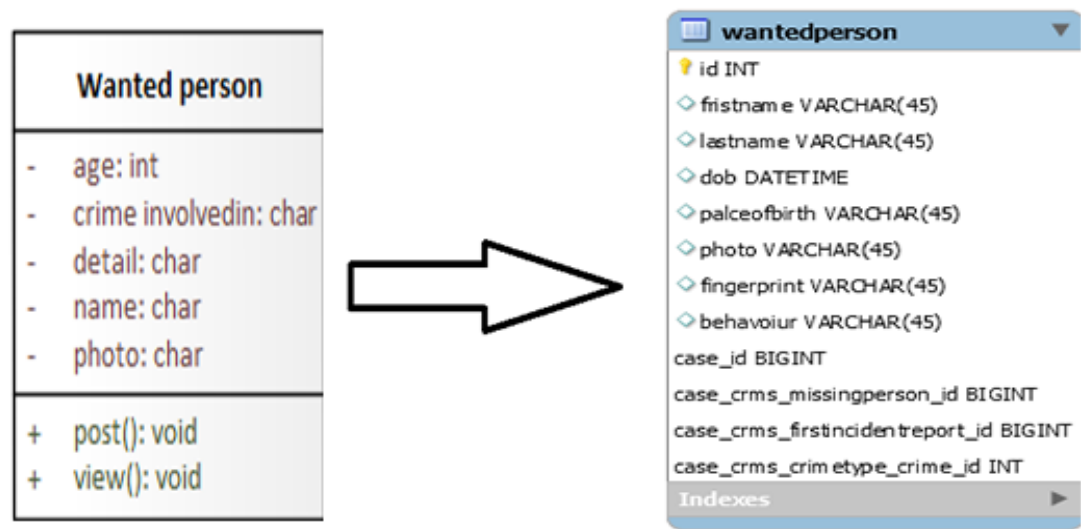 Wanted person
- age: int
- crime involvedin: char
- detail: char
- name: char
- photo: char
+ post(): void
+ view(): void
wantedperson
id INT
fristname VARCHAR(45)
lastname VARCHAR(45)
dob DATETIME
palceofbirth VARCHAR(45)
photo VARCHAR(45)
fingerprint VARCHAR(45)
behavoiur VARCHAR(45)
case_id BIGINT
case_crms_missingperson_id BIGINT
case_crms_firstincidentreport_id BIGINT
case_crms_crimetype_crime_id INT
Indexes